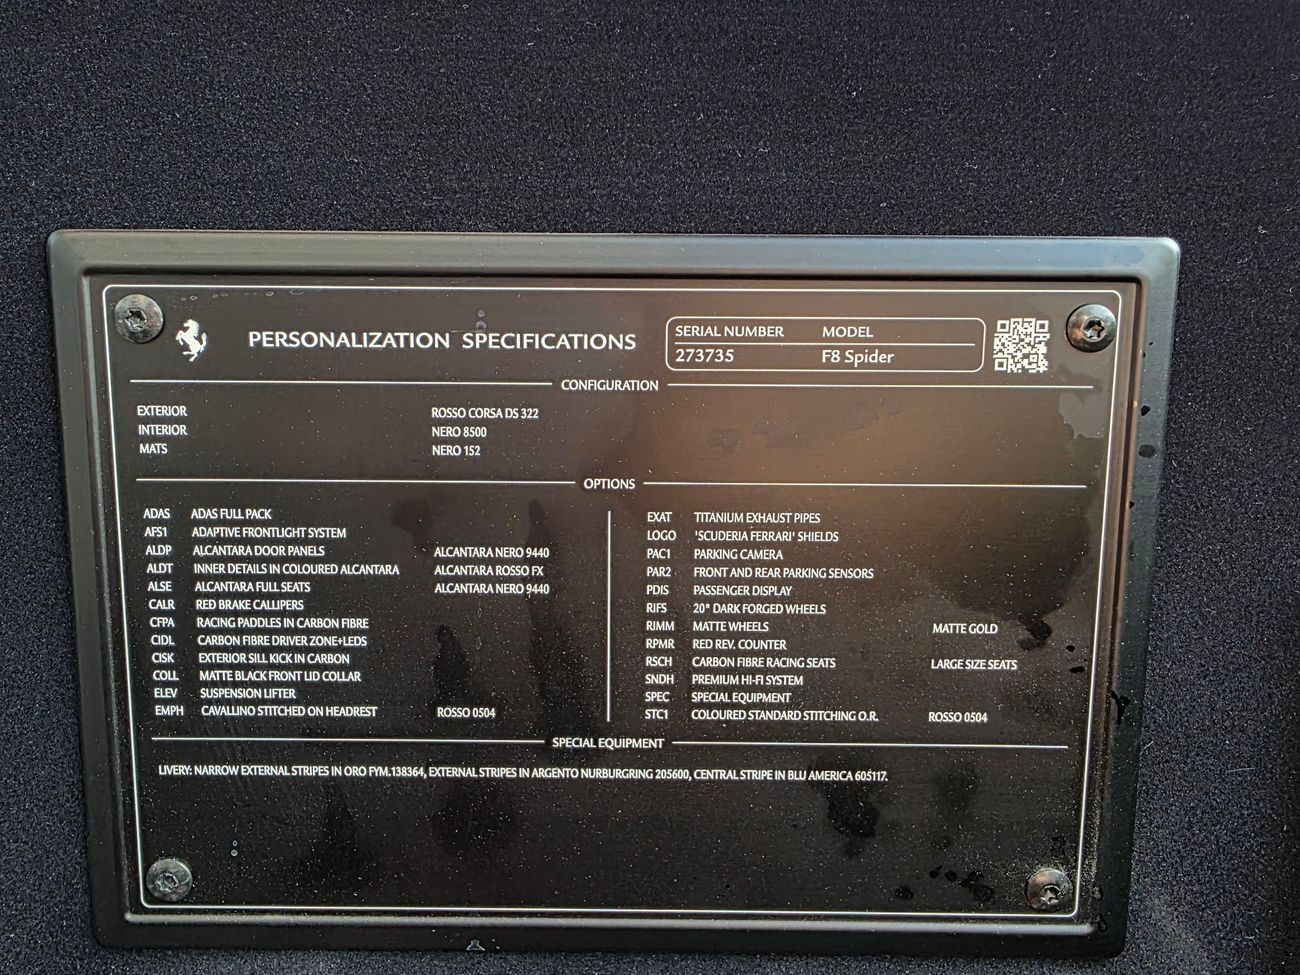 PERSONALIZATION SPECIFICATIONS
SERIAL NUMBER MODEL
273735 F8 Spider
CONFIGURATION
EXTERIOR ROSSO CORSA DS 322
INTERIOR NERO 8500
MATS NERO 152
OPTIONS
ADAS ADAS FULL PACK
AFS1 ADAPTIVE FRONTLIGHT SYSTEM
ALDP ALCANTARA DOOR PANELS ALCANTARA NERO 9440
ALDT INNER DETAILS IN COLOURED ALCANTARA ALCANTARA ROSSO FX
ALSE ALCANTARA FULL SEATS ALCANTARA NERO 9440
CALR RED BRAKE CALLIPERS
CFPA RACING PADDLES IN CARBON FIBRE
CIDL CARBON FIBRE DRIVER ZONE+LEDS
CISK EXTERIOR SILL KICK IN CARBON
COLL MATTE BLACK FRONT LID COLLAR
ELEV SUSPENSION LIFTER
EMPH CAVALLINO STITCHED ON HEADREST ROSSO 0504
EXAT TITANIUM EXHAUST PIPES
LOGO 'SCUDERIA FERRARI' SHIELDS
PAC1 PARKING CAMERA
PAR2 FRONT AND REAR PARKING SENSORS
PDIS PASSENGER DISPLAY
RIFS 20" DARK FORGED WHEELS
RIMM MATTE WHEELS MATTE GOLD
RPMR RED REV. COUNTER
RSCH CARBON FIBRE RACING SEATS LARGE SIZE SEATS
SNDH PREMIUM HI-FI SYSTEM
SPEC SPECIAL EQUIPMENT
STC1 COLOURED STANDARD STITCHING O.R. ROSSO 0504
SPECIAL EQUIPMENT
LIVERY: NARROW EXTERNAL STRIPES IN ORO FYM.138364, EXTERNAL STRIPES IN ARGENTO NURBURGRING 205600, CENTRAL STRIPE IN BLU AMERICA 605117.